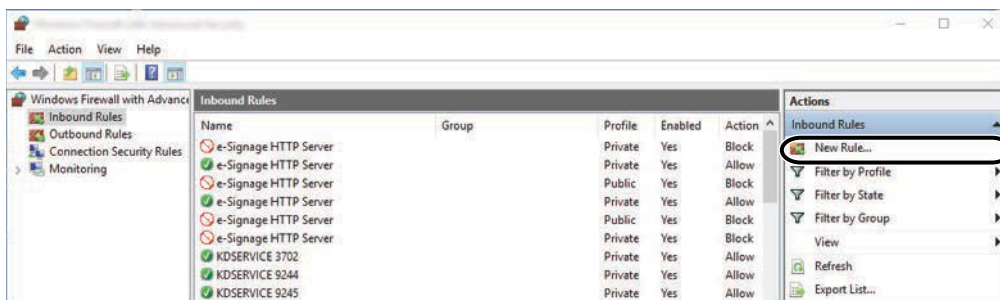 File Action View Help
Windows Firewall with Advance
Inbound Rules
Outbound Rules
Connection Security Rules
Monitoring
Inbound Rules
Name Group Profile Enabled Action
e-Signage HTTP Server Private Yes Block
e-Signage HTTP Server Private Yes Allow
e-Signage HTTP Server Public Yes Block
e-Signage HTTP Server Private Yes Allow
e-Signage HTTP Server Public Yes Block
e-Signage HTTP Server Private Yes Block
KDSERVICE 3702 Private Yes Allow
KDSERVICE 9244 Private Yes Allow
KDSERVICE 9245 Private Yes Allow
Actions
Inbound Rules
New Rule...
Filter by Profile
Filter by State
Filter by Group
View
Refresh
Export List...